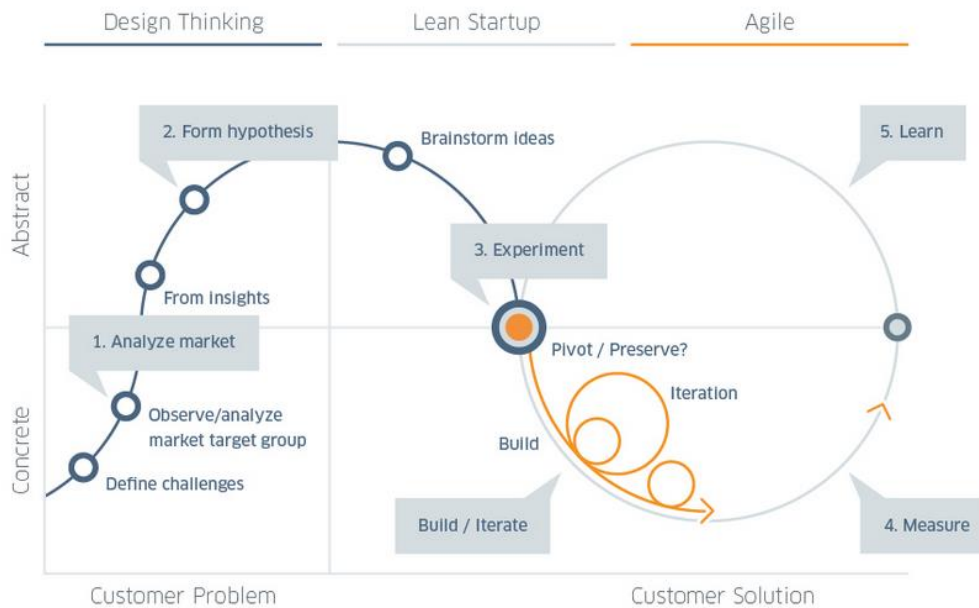 Design Thinking
Lean Startup
Agile
2. Form hypothesis
Brainstorm ideas
5. Learn
Abstract
3. Experiment
From insights
1. Analyze market
Pivot / Preserve?
Iteration
Observe/analyze
market target group
Build
Concrete
Define challenges
Build / Iterate
4. Measure
Customer Problem
Customer Solution